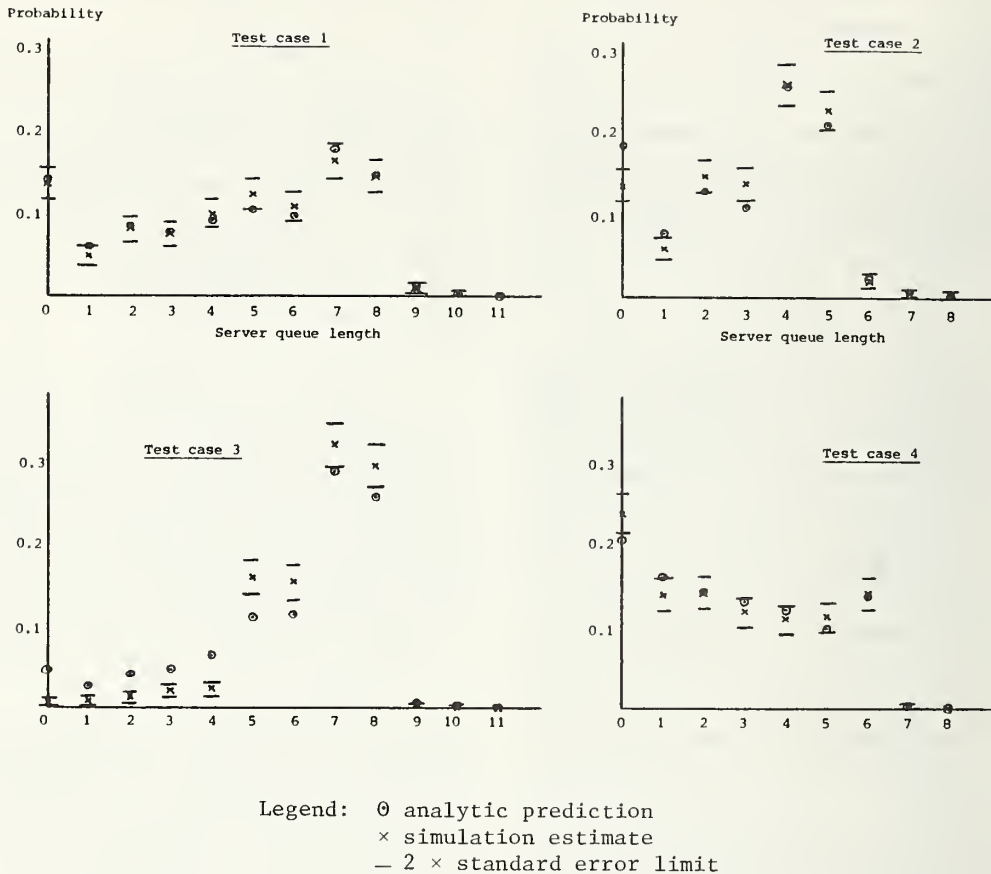 Probability
Test case 1
0.3
0.2
0.1
0 1 2 3 4 5 6 7 8 9 10 11
Server queue length
Probability
Test case 2
0.3
0.2
0.1
0 1 2 3 4 5 6 7 8
Server queue length
Test case 3
0.3
0.2
0.1
0 1 2 3 4 5 6 7 8 9 10 11
Test case 4
0.3
0.2
0.1
0 1 2 3 4 5 6 7 8
Legend: ⊙ analytic prediction
× simulation estimate
— 2 × standard error limit